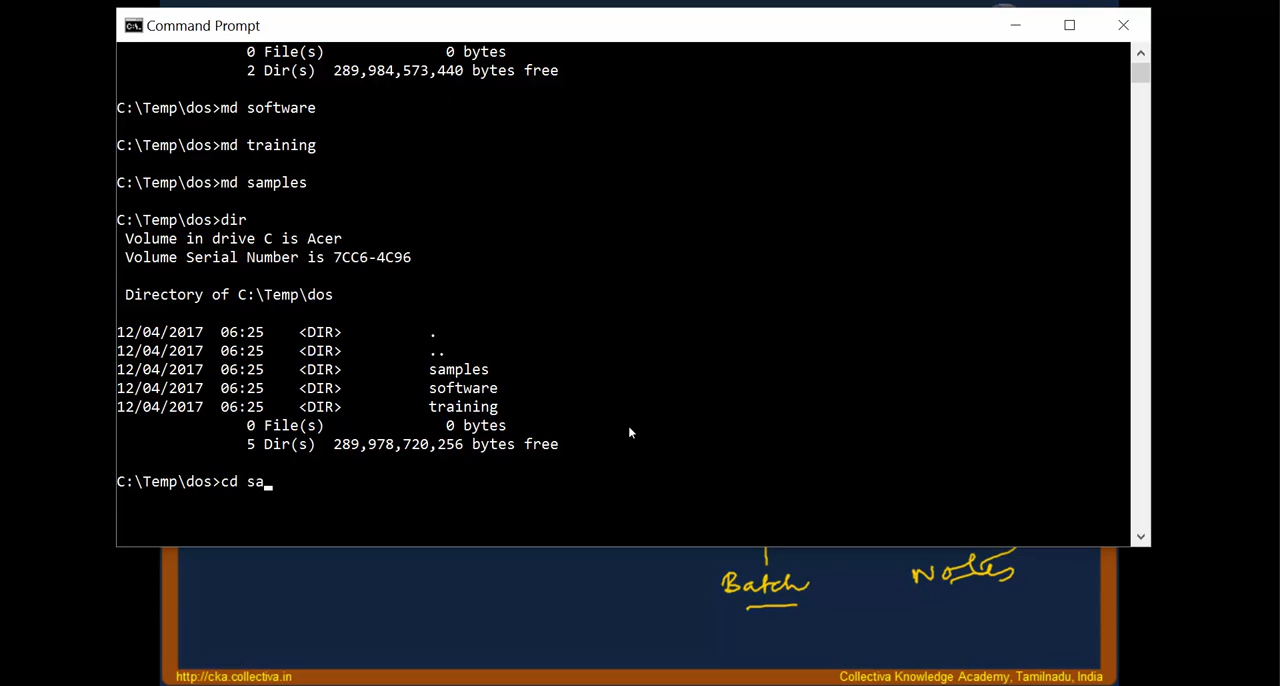 Command Prompt
0 File(s) 0 bytes
2 Dir(s) 289,984,573,440 bytes free
C:\Temp\dos>md software
C:\Temp\dos>md training
C:\Temp\dos>md samples
C:\Temp\dos>dir
Volume in drive C is Acer
Volume Serial Number is 7CC6-4C96
Directory of C:\Temp\dos
12/04/2017 06:25 <DIR> .
12/04/2017 06:25 <DIR> ..
12/04/2017 06:25 <DIR> samples
12/04/2017 06:25 <DIR> software
12/04/2017 06:25 <DIR> training
0 File(s) 0 bytes
5 Dir(s) 289,978,720,256 bytes free
C:\Temp\dos>cd sa_
Batch Notes
http://cka.collectiva.in Collectiva Knowledge Academy, Tamilnadu, India